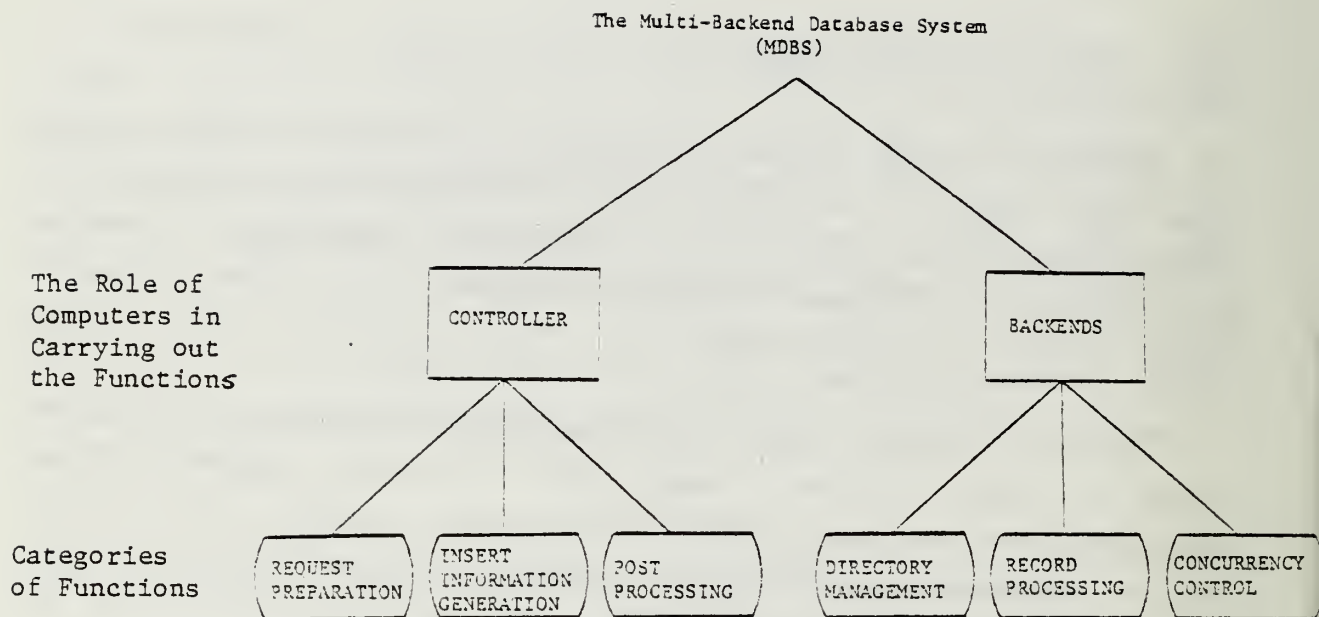 The Multi-Backend Database System
(MDBS)
The Role of
Computers in
Carrying out
the Functions
CONTROLLER
BACKENDS
Categories
of Functions
REQUEST
PREPARATION
INSERT
INFORMATION
GENERATION
POST
PROCESSING
DIRECTORY
MANAGEMENT
RECORD
PROCESSING
CONCURRENCY
CONTROL